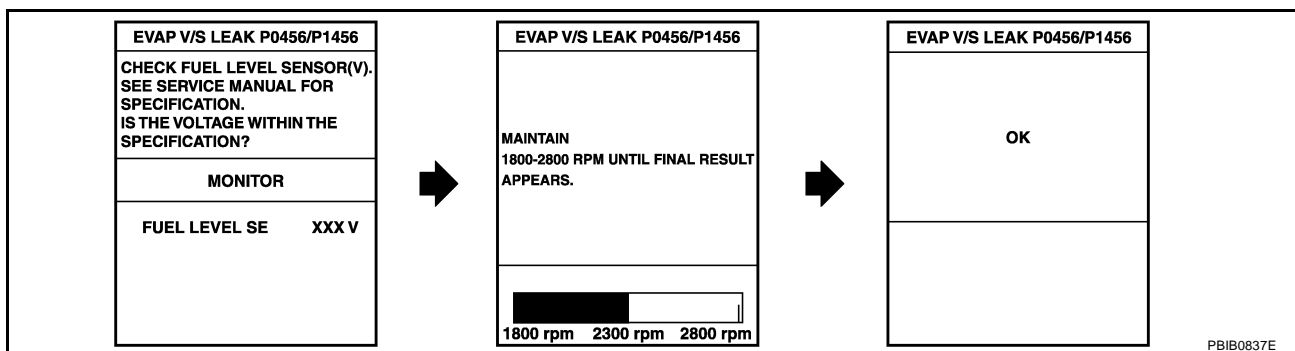 EVAP V/S LEAK P0456/P1456
CHECK FUEL LEVEL SENSOR(V).
SEE SERVICE MANUAL FOR
SPECIFICATION.
IS THE VOLTAGE WITHIN THE
SPECIFICATION?
MONITOR
FUEL LEVEL SE XXX V
EVAP V/S LEAK P0456/P1456
MAINTAIN
1800-2800 RPM UNTIL FINAL RESULT
APPEARS.
1800 rpm 2300 rpm 2800 rpm
EVAP V/S LEAK P0456/P1456
OK
PBIB0837E